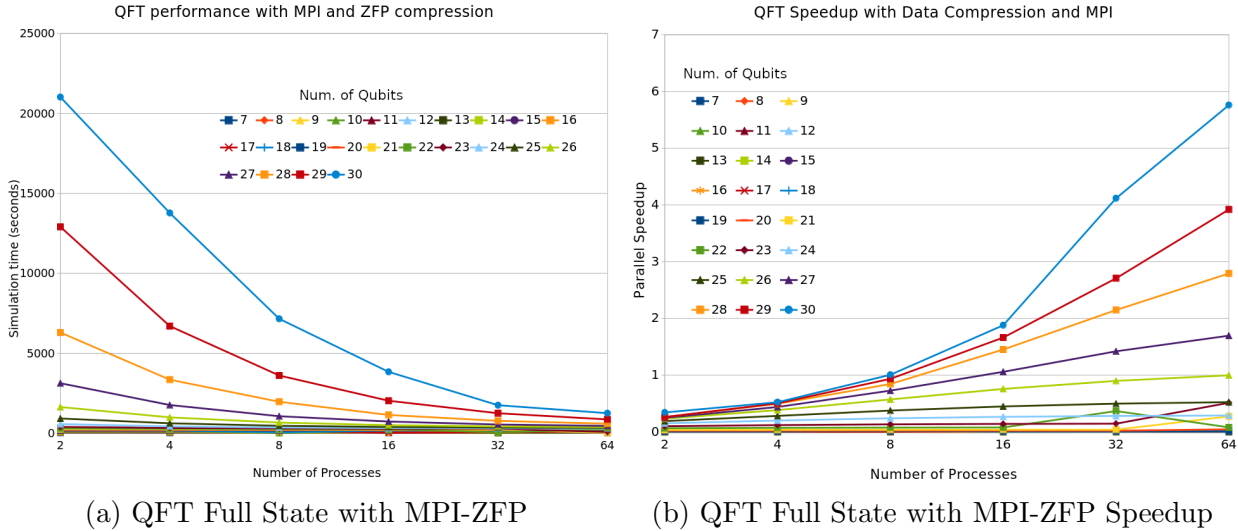 QFT performance with MPI and ZFP compression
25000
20000
15000
10000
5000
0
Simulation time (seconds)
Num. of Qubits
7 8 9 10 11 12 13 14 15 16
17 18 19 20 21 22 23 24 25 26
27 28 29 30
2 4 8 16 32 64
Number of Processes
(a) QFT Full State with MPI-ZFP
QFT Speedup with Data Compression and MPI
7
6
5
4
3
2
1
0
Parallel Speedup
Num. of Qubits
7 8 9
10 11 12
13 14 15
16 17 18
19 20 21
22 23 24
25 26 27
28 29 30
2 4 8 16 32 64
Number of Processes
(b) QFT Full State with MPI-ZFP Speedup